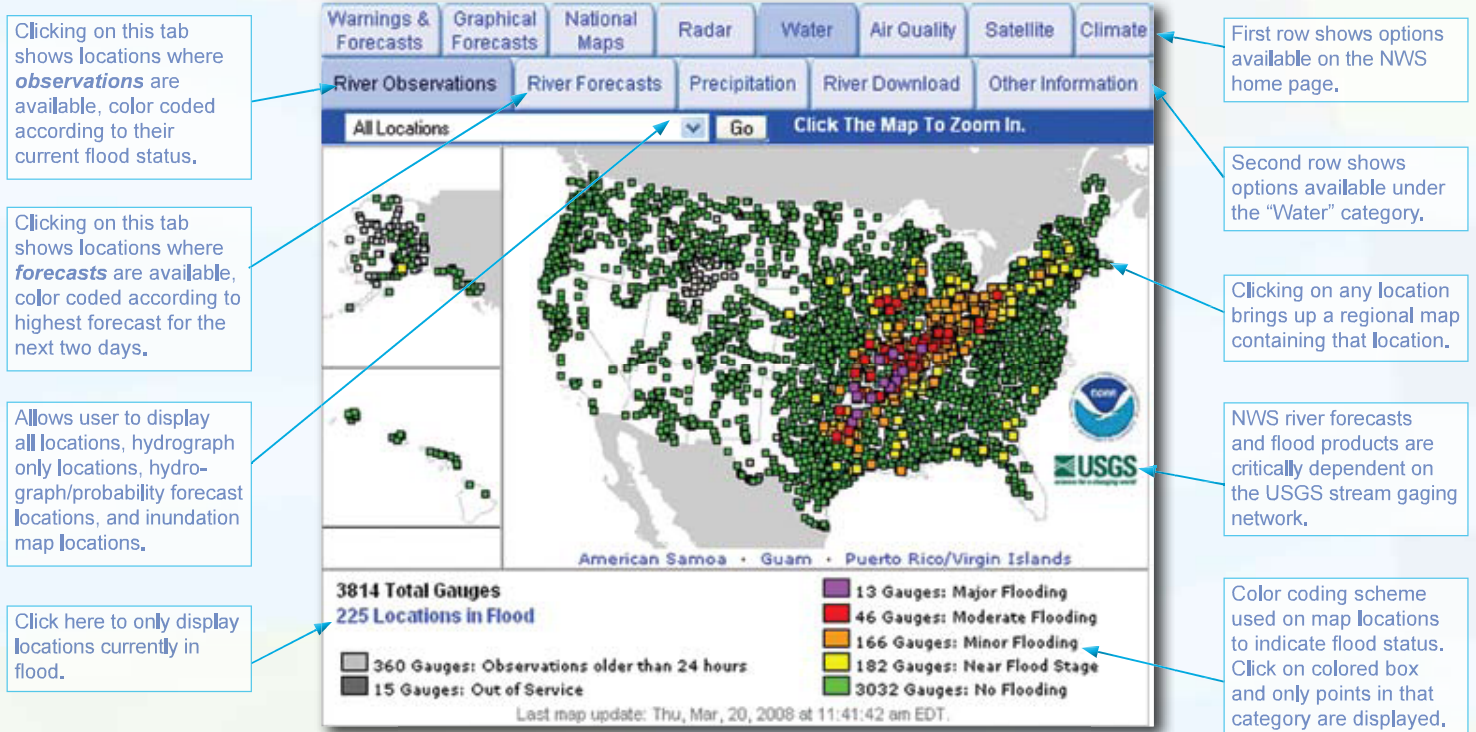 Clicking on this tab
shows locations where
observations are
available, color coded
according to their
current flood status.
Clicking on this tab
shows locations where
forecasts are available,
color coded according to
highest forecast for the
next two days.
Allows user to display
all locations, hydrograph
only locations, hydro-
graph/probability forecast
locations, and inundation
map locations.
Click here to only display
locations currently in
flood.
Warnings & Forecasts
Graphical Forecasts
National Maps
Radar
Water
Air Quality
Satellite
Climate
River Observations
River Forecasts
Precipitation
River Download
Other Information
All Locations
Go
Click The Map To Zoom In.
noaa
USGS
science for a changing world
American Samoa · Guam · Puerto Rico/Virgin Islands
3814 Total Gauges
225 Locations in Flood
360 Gauges: Observations older than 24 hours
15 Gauges: Out of Service
13 Gauges: Major Flooding
46 Gauges: Moderate Flooding
166 Gauges: Minor Flooding
182 Gauges: Near Flood Stage
3032 Gauges: No Flooding
Last map update: Thu, Mar, 20, 2008 at 11:41:42 am EDT.
First row shows options
available on the NWS
home page.
Second row shows
options available under
the “Water” category.
Clicking on any location
brings up a regional map
containing that location.
NWS river forecasts
and flood products are
critically dependent on
the USGS stream gaging
network.
Color coding scheme
used on map locations
to indicate flood status.
Click on colored box
and only points in that
category are displayed.